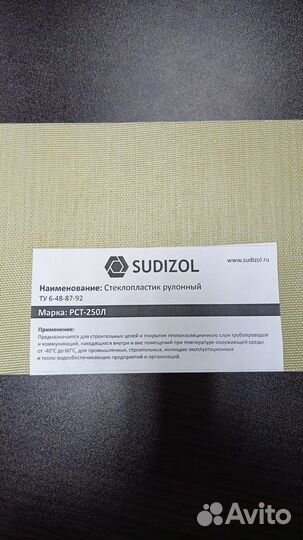 SUDIZOL
www.sudizol.ru
Наименование: Стеклопластик рулонный
ТУ 6-48-87-92
Марка: РСТ-250Л
Применение:
Предназначается для строительных целей и покрытия теплоизоляционного слоя трубопроводов
и коммуникаций, находящихся внутри и вне помещений при температуре окружающей среды
от -40°С до 60°С, для промышленных, строительных, жилищно-эксплуатационных
и тепло-водообеспечивающих предприятий и организаций.
Avito